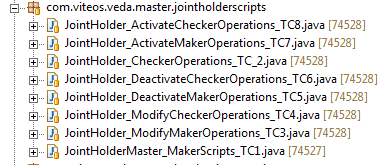 com.viteos.veda.master.jointholderscripts
JointHolder_ActivateCheckerOperations_TC8.java [74528]
JointHolder_ActivateMakerOperations_TC7.java [74528]
JointHolder_CheckerOperations_TC_2.java [74528]
JointHolder_DeactivateCheckerOperations_TC6.java [74528]
JointHolder_DeactivateMakerOperations_TC5.java [74528]
JointHolder_ModifyCheckerOperations_TC4.java [74528]
JointHolder_ModifyMakerOperations_TC3.java [74528]
JointHolderMaster_MakerScripts_TC1.java [74527]